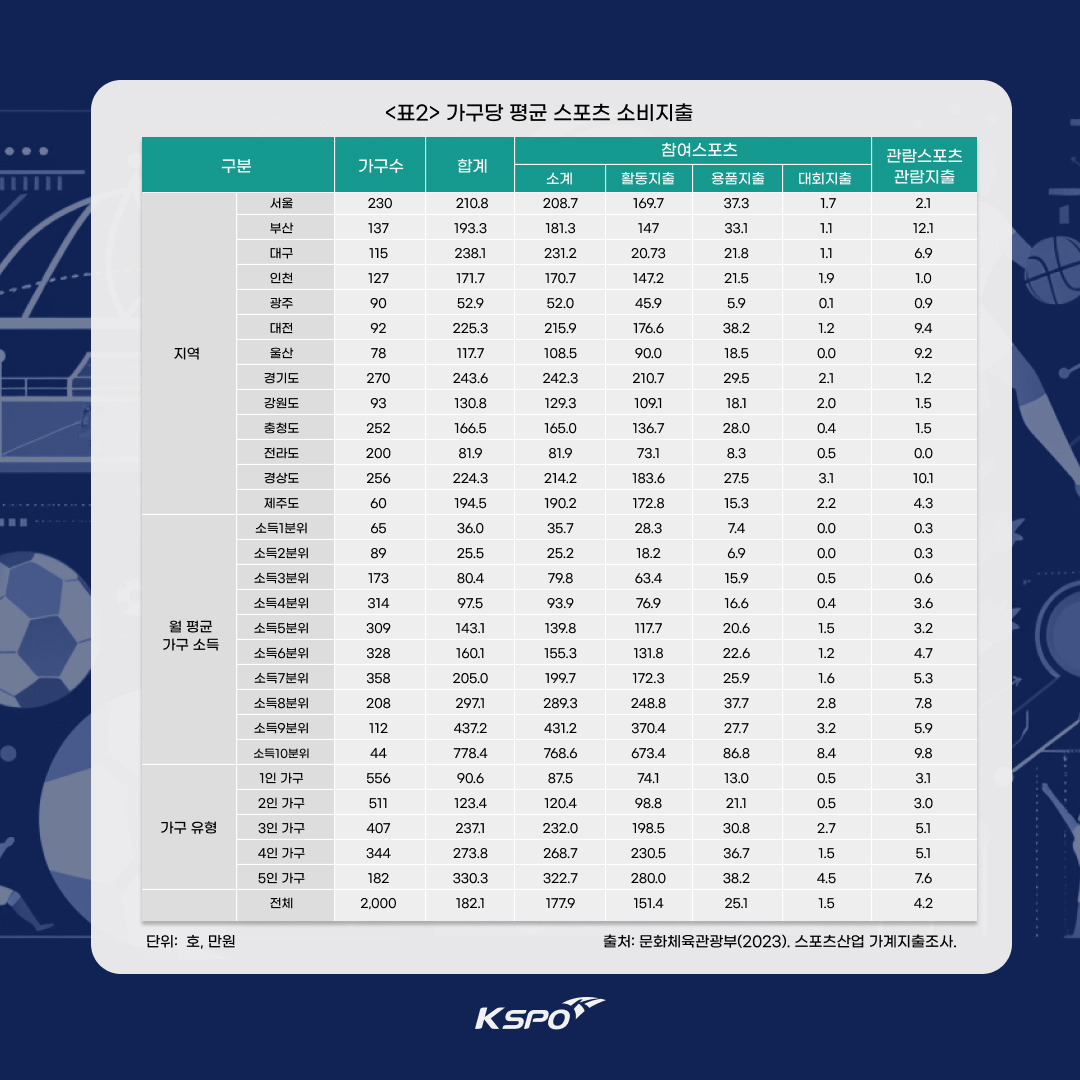 <표2> 가구당 평균 스포츠 소비지출
구분 가구수 합계 참여스포츠 관람스포츠 관람지출
소계 활동지출 용품지출 대회지출
지역
서울 230 210.8 208.7 169.7 37.3 1.7 2.1
부산 137 193.3 181.3 147 33.1 1.1 12.1
대구 115 238.1 231.2 20.73 21.8 1.1 6.9
인천 127 171.7 170.7 147.2 21.5 1.9 1.0
광주 90 52.9 52.0 45.9 5.9 0.1 0.9
대전 92 225.3 215.9 176.6 38.2 1.2 9.4
울산 78 117.7 108.5 90.0 18.5 0.0 9.2
경기도 270 243.6 242.3 210.7 29.5 2.1 1.2
강원도 93 130.8 129.3 109.1 18.1 2.0 1.5
충청도 252 166.5 165.0 136.7 28.0 0.4 1.5
전라도 200 81.9 81.9 73.1 8.3 0.5 0.0
경상도 256 224.3 214.2 183.6 27.5 3.1 10.1
제주도 60 194.5 190.2 172.8 15.3 2.2 4.3
월 평균
가구 소득
소득1분위 65 36.0 35.7 28.3 7.4 0.0 0.3
소득2분위 89 25.5 25.2 18.2 6.9 0.0 0.3
소득3분위 173 80.4 79.8 63.4 15.9 0.5 0.6
소득4분위 314 97.5 93.9 76.9 16.6 0.4 3.6
소득5분위 309 143.1 139.8 117.7 20.6 1.5 3.2
소득6분위 328 160.1 155.3 131.8 22.6 1.2 4.7
소득7분위 358 205.0 199.7 172.3 25.9 1.6 5.3
소득8분위 208 297.1 289.3 248.8 37.7 2.8 7.8
소득9분위 112 437.2 431.2 370.4 27.7 3.2 5.9
소득10분위 44 778.4 768.6 673.4 86.8 8.4 9.8
가구 유형
1인 가구 556 90.6 87.5 74.1 13.0 0.5 3.1
2인 가구 511 123.4 120.4 98.8 21.1 0.5 3.0
3인 가구 407 237.1 232.0 198.5 30.8 2.7 5.1
4인 가구 344 273.8 268.7 230.5 36.7 1.5 5.1
5인 가구 182 330.3 322.7 280.0 38.2 4.5 7.6
전체 2,000 182.1 177.9 151.4 25.1 1.5 4.2
단위: 호, 만원
출처: 문화체육관광부(2023). 스포츠산업 가계지출조사.
KSPO